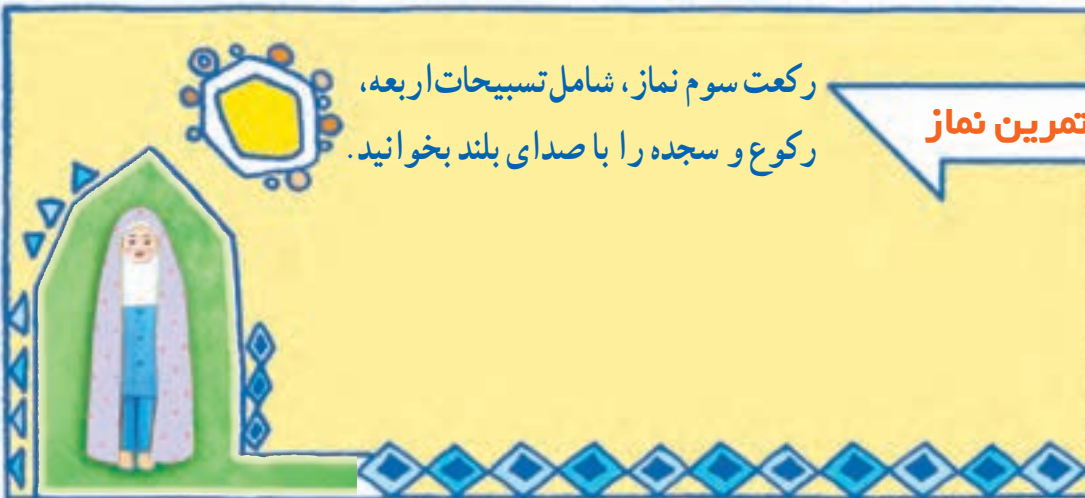 تمرین نماز
رکعت سوم نماز، شامل تسبیحات اربعه،
رکوع و سجده را با صدای بلند بخوانید.